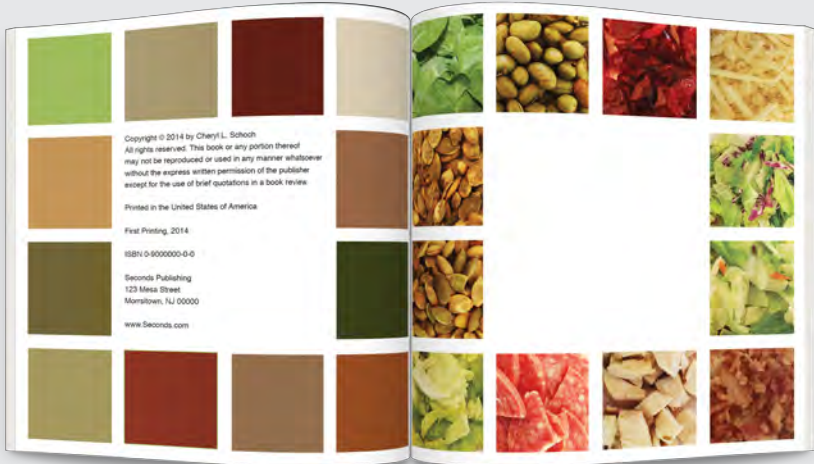 Copyright © 2014 by Cheryl L. Schoch
All rights reserved. This book or any portion thereof
may not be reproduced or used in any manner whatsoever
without the express written permission of the publisher
except for the use of brief quotations in a book review.
Printed in the United States of America
First Printing, 2014
ISBN 0-9000000-0-0
Seconds Publishing
123 Mesa Street
Morristown, NJ 00000
www.Seconds.com